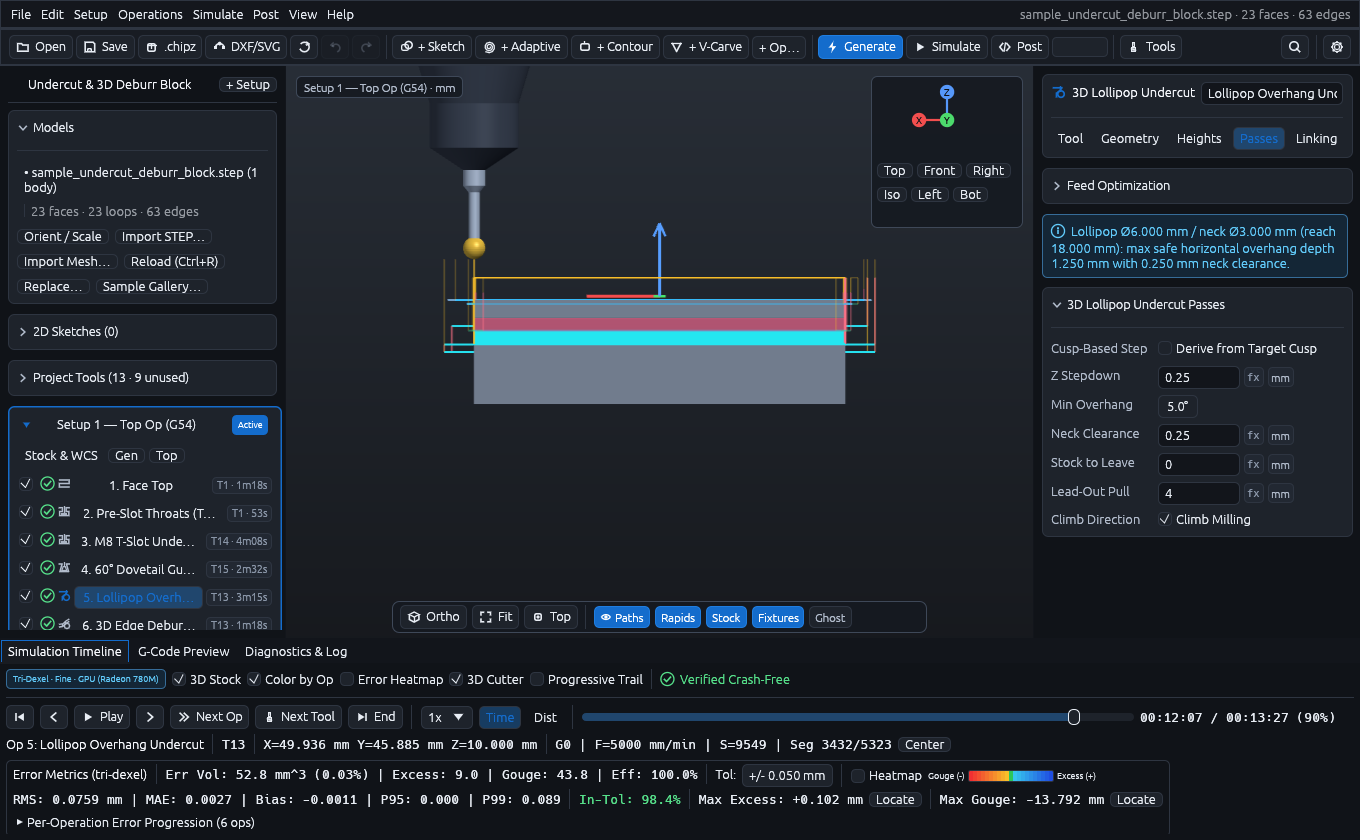 File Edit Setup Operations Simulate Post View Help
sample_undercut_deburr_block.step · 23 faces · 63 edges
Open Save .chipz DXF/SVG + Sketch + Adaptive + Contour + V-Carve + Op... Generate Simulate Post Tools
Undercut & 3D Deburr Block + Setup
Models
• sample_undercut_deburr_block.step (1
body)
23 faces · 23 loops · 63 edges
Orient / Scale Import STEP...
Import Mesh... Reload (Ctrl+R)
Replace... Sample Gallery...
2D Sketches (0)
Project Tools (13 · 9 unused)
Setup 1 — Top Op (G54) Active
Stock & WCS Gen Top
1. Face Top T1 · 1m18s
2. Pre-Slot Throats (T... T1 · 53s
3. M8 T-Slot Unde... T14 · 4m08s
4. 60° Dovetail Gu... T15 · 2m32s
5. Lollipop Overh... T13 · 3m15s
6. 3D Edge Debur... T13 · 1m18s
Setup 1 — Top Op (G54) · mm
Z
X Y
Top Front Right
Iso Left Bot
Ortho Fit Top Paths Rapids Stock Fixtures Ghost
3D Lollipop Undercut Lollipop Overhang Unc
Tool Geometry Heights Passes Linking
Feed Optimization
Lollipop Ø6.000 mm / neck Ø3.000 mm (reach
18.000 mm): max safe horizontal overhang depth
1.250 mm with 0.250 mm neck clearance.
3D Lollipop Undercut Passes
Cusp-Based Step Derive from Target Cusp
Z Stepdown 0.25 fx mm
Min Overhang 5.0°
Neck Clearance 0.25 fx mm
Stock to Leave 0 fx mm
Lead-Out Pull 4 fx mm
Climb Direction Climb Milling
Simulation Timeline G-Code Preview Diagnostics & Log
Tri-Dexel · Fine · GPU (Radeon 780M) 3D Stock Color by Op Error Heatmap 3D Cutter Progressive Trail Verified Crash-Free
Play Next Op Next Tool End 1x Time Dist 00:12:07 / 00:13:27 (90%)
Op 5: Lollipop Overhang Undercut T13 X=49.936 mm Y=45.885 mm Z=10.000 mm G0 | F=5000 mm/min | S=9549 | Seg 3432/5323 Center
Error Metrics (tri-dexel) Err Vol: 52.8 mm^3 (0.03%) | Excess: 9.0 | Gouge: 43.8 | Eff: 100.0% Tol: +/- 0.050 mm Heatmap Gouge (-) Excess (+)
RMS: 0.0759 mm | MAE: 0.0027 | Bias: -0.0011 | P95: 0.000 | P99: 0.089 In-Tol: 98.4% Max Excess: +0.102 mm Locate Max Gouge: -13.792 mm Locate
Per-Operation Error Progression (6 ops)